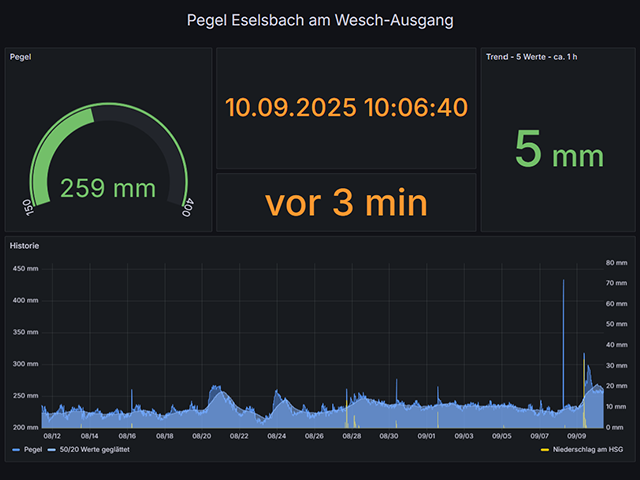 Pegel Eselsbach am Wesch-Ausgang
Pegel
259 mm
150
400
10.09.2025 10:06:40
vor 3 min
Trend - 5 Werte - ca. 1 h
5 mm
Historie
450 mm
400 mm
350 mm
300 mm
250 mm
200 mm
80 mm
70 mm
60 mm
50 mm
40 mm
30 mm
20 mm
10 mm
0 mm
08/12 08/14 08/16 08/18 08/20 08/22 08/24 08/26 08/28 08/30 09/01 09/03 09/05 09/07 09/09
Pegel 50/20 Werte geglättet Niederschlag am HSG